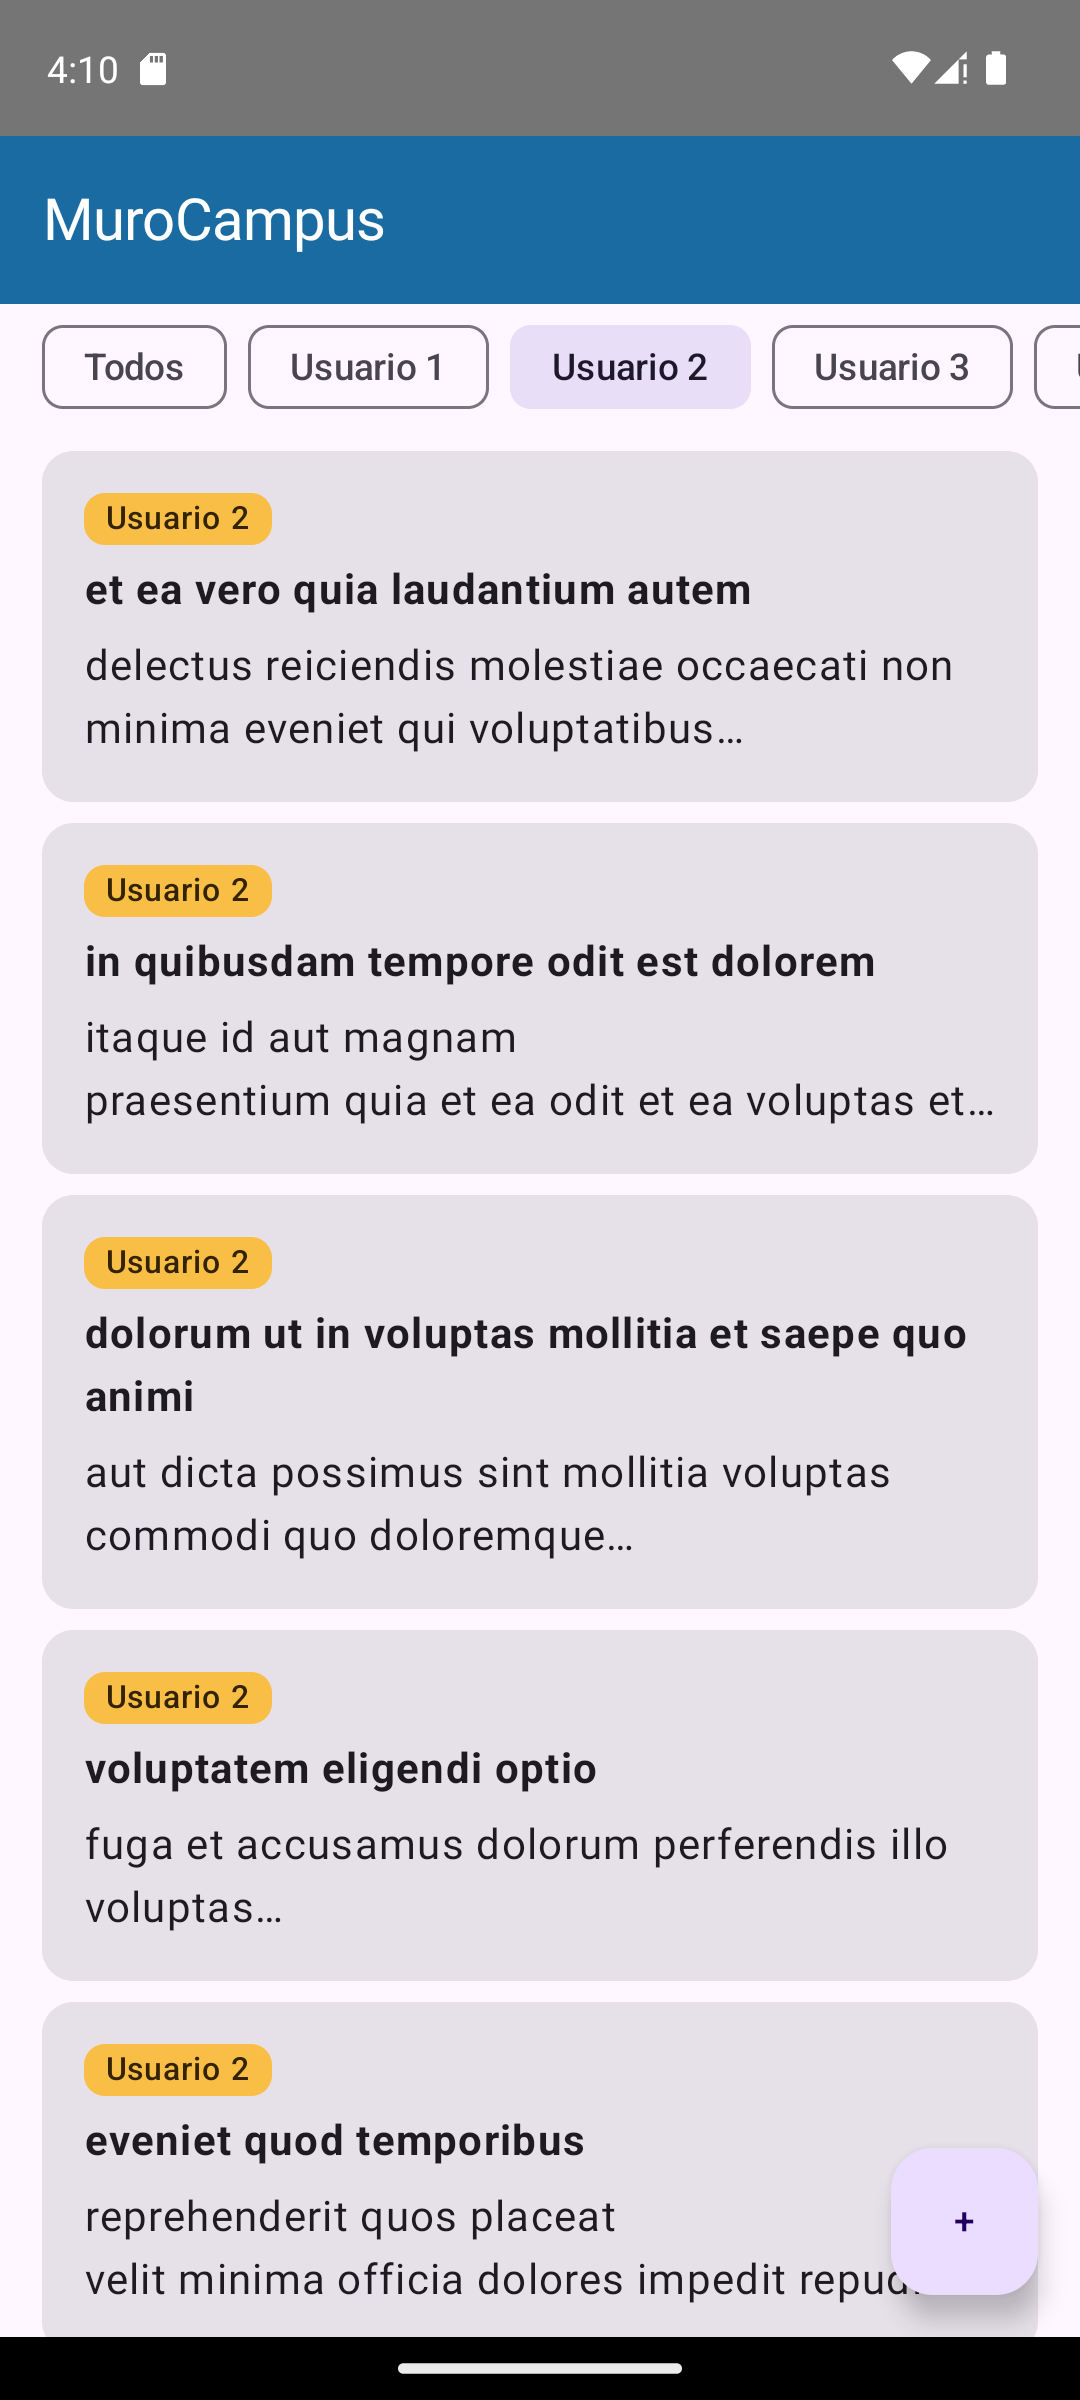 4:10
MuroCampus
Todos Usuario 1 Usuario 2 Usuario 3
Usuario 2
et ea vero quia laudantium autem
delectus reiciendis molestiae occaecati non
minima eveniet qui voluptatibus…
Usuario 2
in quibusdam tempore odit est dolorem
itaque id aut magnam
praesentium quia et ea odit et ea voluptas et…
Usuario 2
dolorum ut in voluptas mollitia et saepe quo
animi
aut dicta possimus sint mollitia voluptas
commodi quo doloremque…
Usuario 2
voluptatem eligendi optio
fuga et accusamus dolorum perferendis illo
voluptas…
Usuario 2
eveniet quod temporibus
reprehenderit quos placeat
+
velit minima officia dolores impedit